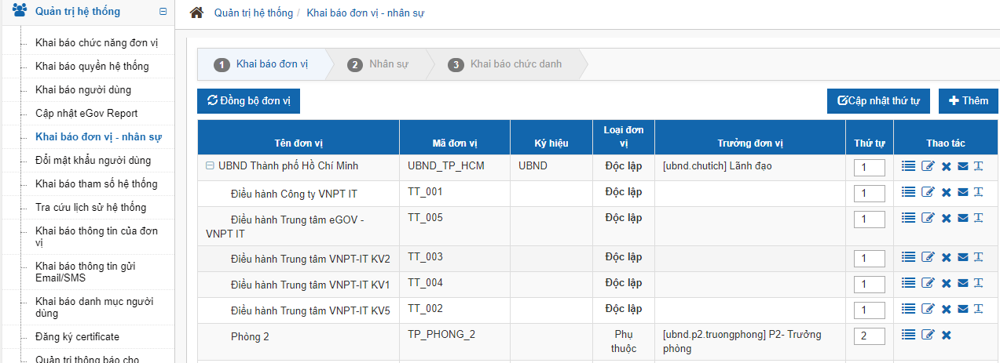 Quản trị hệ thống
Khai báo chức năng đơn vị
Khai báo quyền hệ thống
Khai báo người dùng
Cập nhật eGov Report
Khai báo đơn vị - nhân sự
Đổi mật khẩu người dùng
Khai báo tham số hệ thống
Tra cứu lịch sử hệ thống
Khai báo thông tin của đơn
vị
Khai báo thông tin gửi
Email/SMS
Khai báo danh mục người
dùng
Đăng ký certificate
Quản trị thông báo cho
Quản trị hệ thống / Khai báo đơn vị - nhân sự
1 Khai báo đơn vị 2 Nhân sự 3 Khai báo chức danh
Đồng bộ đơn vị Cập nhật thứ tự Thêm
Tên đơn vị Mã đơn vị Ký hiệu Loại đơn
vị Trưởng đơn vị Thứ tự Thao tác
UBND Thành phố Hồ Chí Minh UBND_TP_HCM UBND Độc lập [ubnd.chutich] Lãnh đạo 1
Điều hành Công ty VNPT IT TT_001 Độc lập 1
Điều hành Trung tâm eGOV - TT_005 Độc lập 1
VNPT IT
Điều hành Trung tâm VNPT-IT KV2 TT_003 Độc lập 1
Điều hành Trung tâm VNPT-IT KV1 TT_004 Độc lập 1
Điều hành Trung tâm VNPT-IT KV5 TT_002 Độc lập 1
Phòng 2 TP_PHONG_2 Phụ [ubnd.p2.truongphong] P2- Trưởng 2
thuộc phòng